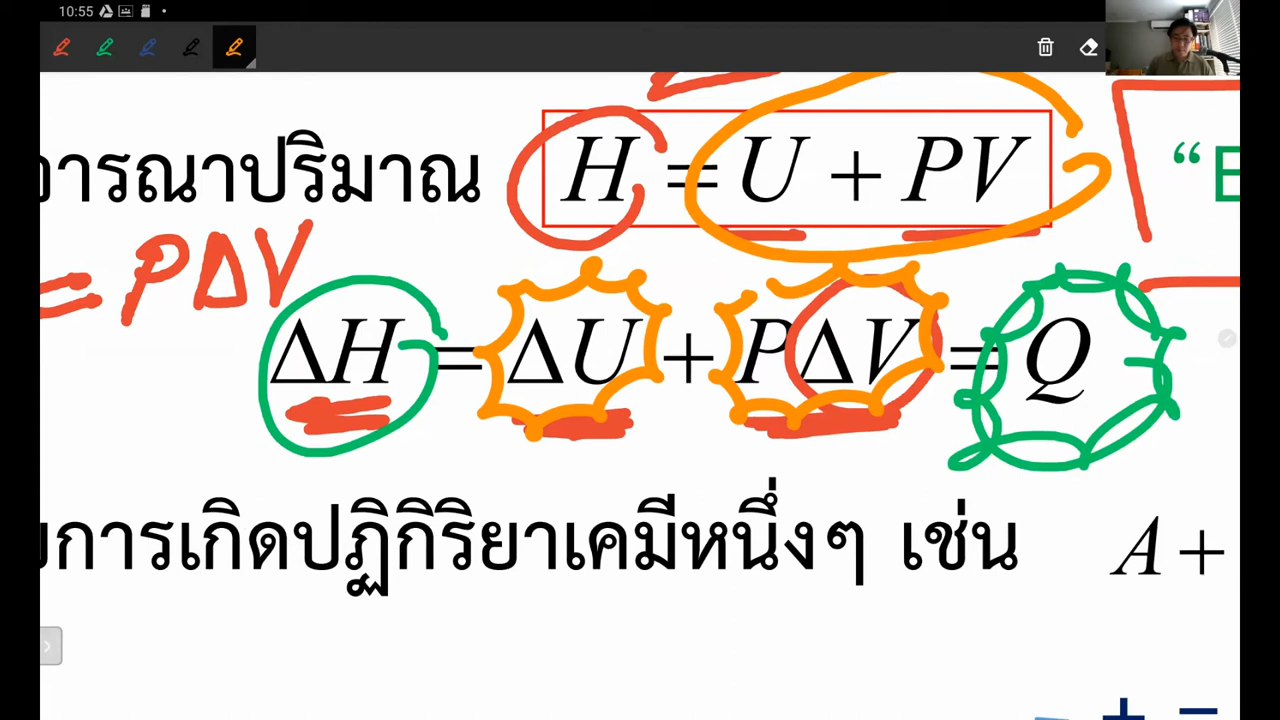 10:55
ารณาปริมาณ H = U + PV “E
= PΔV
ΔH = ΔU + PΔV = Q
การเกิดปฏิกิริยาเคมีหนึ่งๆ เช่น A +
+ −